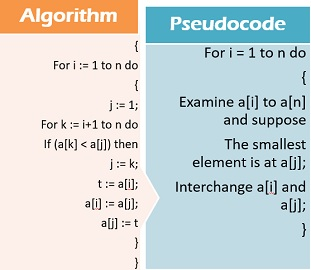 Algorithm
{
For i := 1 to n do
{
j := 1;
For k := i+1 to n do
If (a[k] < a[j]) then
j := k;
t := a[i];
a[i] := a[j];
a[j] := t
}
}
Pseudocode
For i = 1 to n do
{
Examine a[i] to a[n]
and suppose
The smallest
element is at a[j];
Interchange a[i] and
a[j];
}